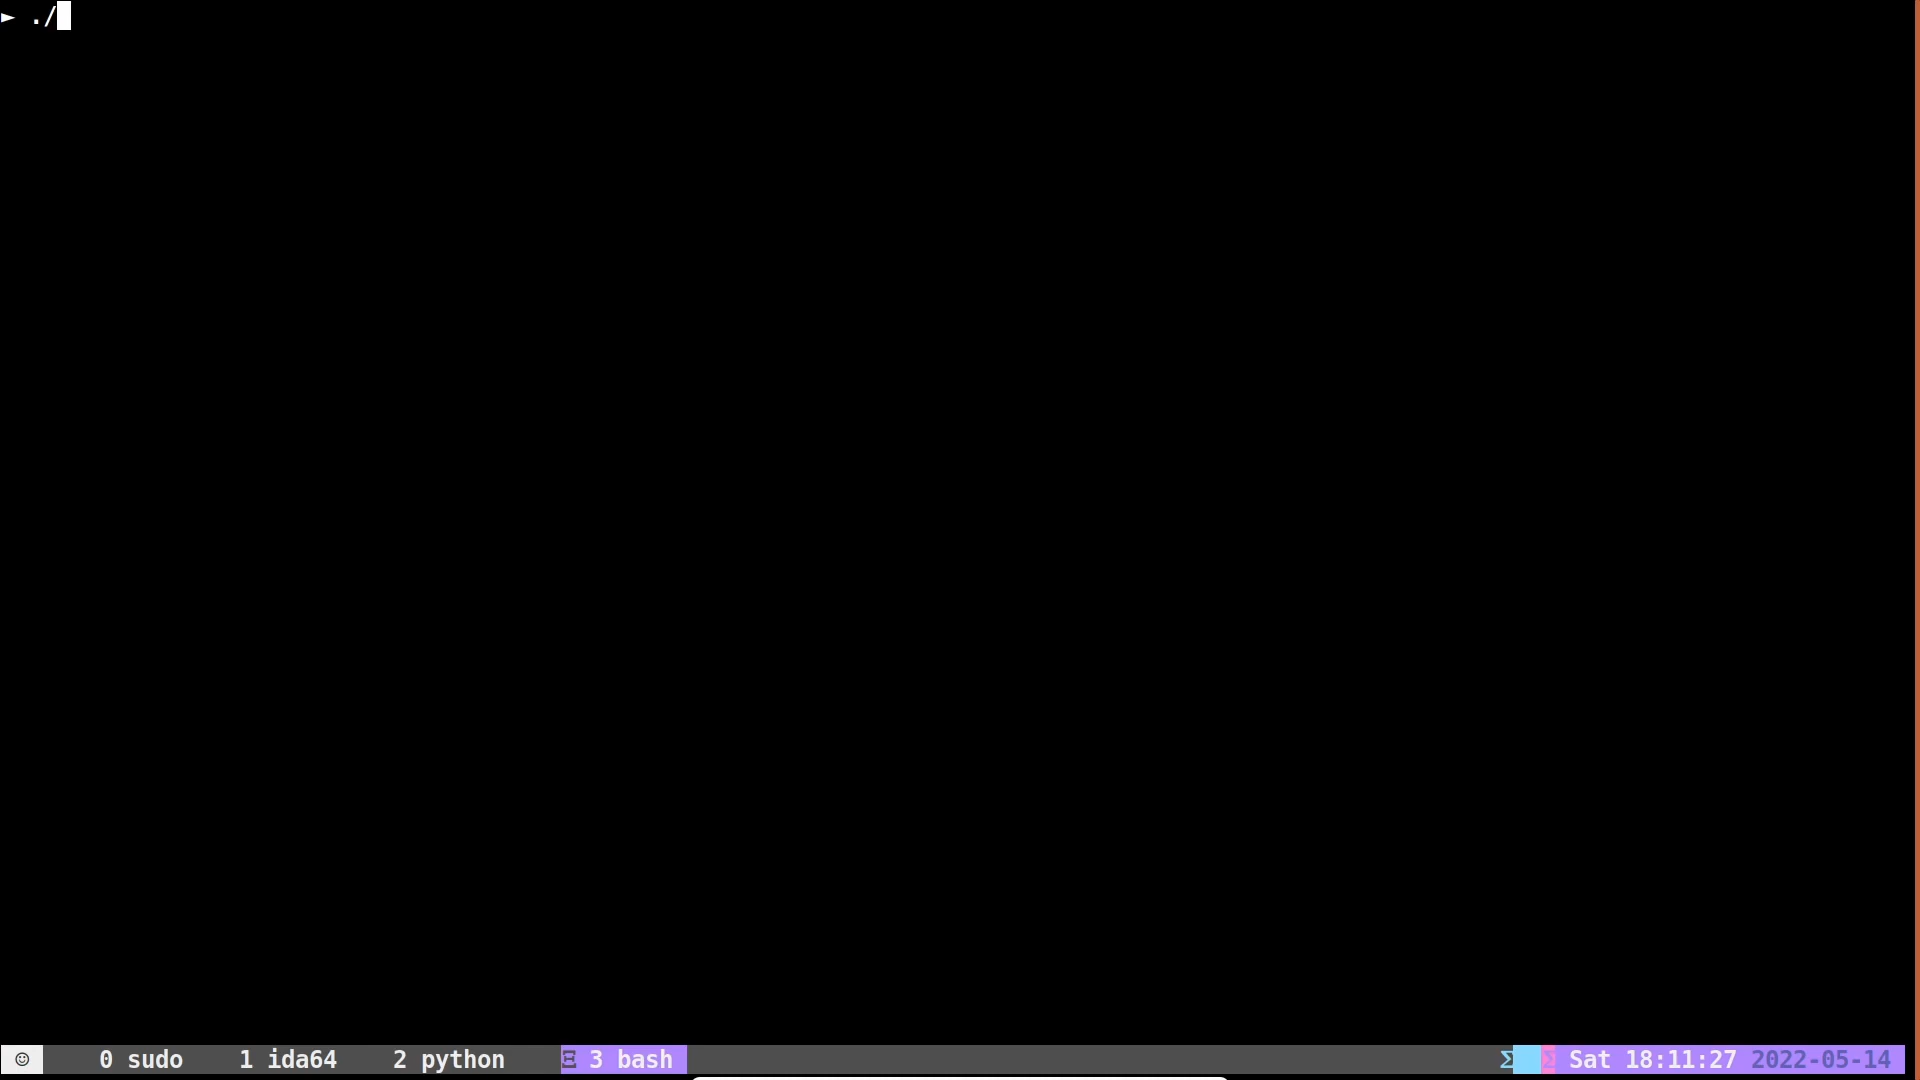 ► ./
☺ 0 sudo 1 ida64 2 python Ξ 3 bash Σ Σ Sat 18:11:27 2022-05-14